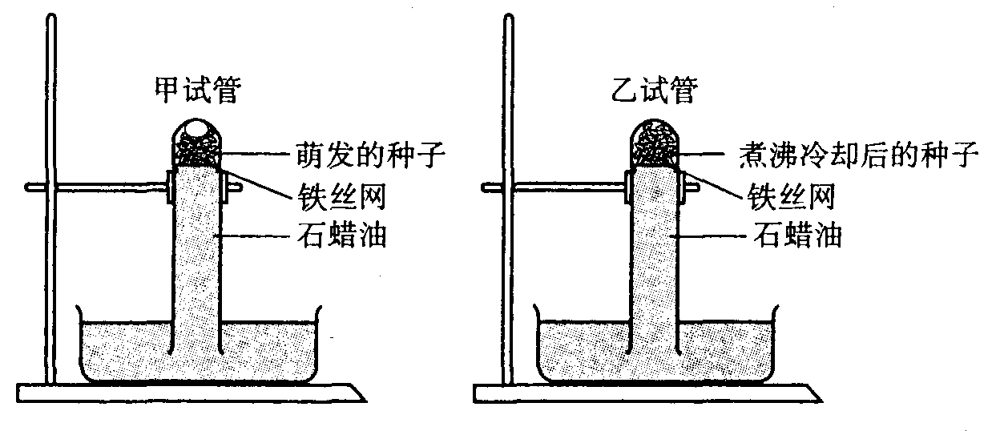 甲试管
萌发的种子
铁丝网
石蜡油
乙试管
煮沸冷却后的种子
铁丝网
石蜡油